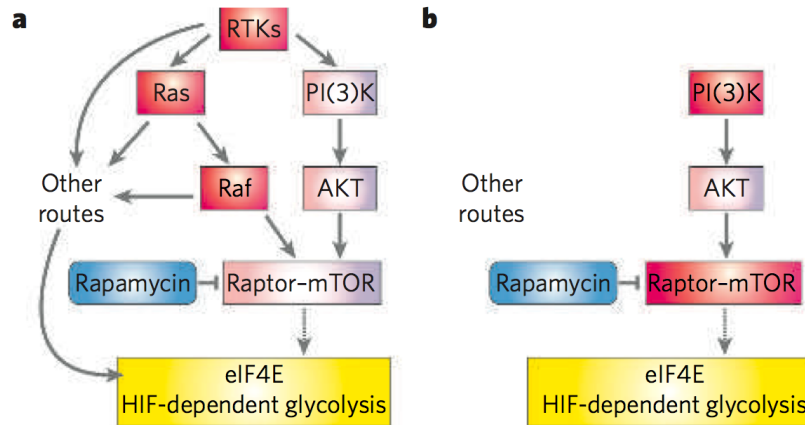 a
RTKs
Ras
PI(3)K
Other
routes
Raf
AKT
Rapamycin
Raptor–mTOR
eIF4E
HIF-dependent glycolysis
b
PI(3)K
Other
routes
AKT
Rapamycin
Raptor–mTOR
eIF4E
HIF-dependent glycolysis